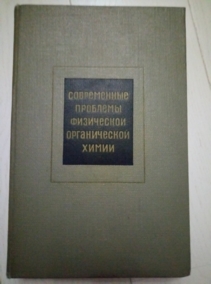 СОВРЕМЕННЫЕ
ПРОБЛЕМЫ
ФИЗИЧЕСКОЙ
ОРГАНИЧЕСКОЙ
ХИМИИ